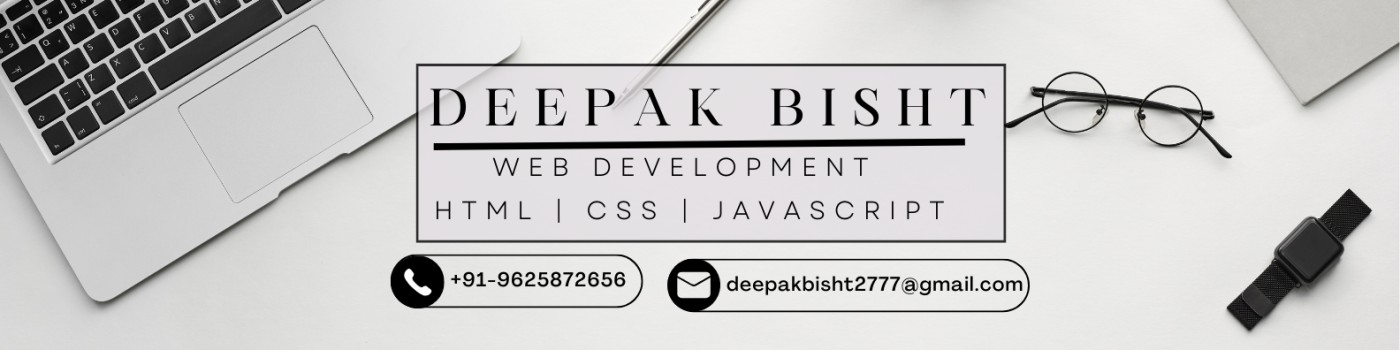 DEEPAK BISHT
WEB DEVELOPMENT
HTML | CSS | JAVASCRIPT
+91-9625872656
deepakbisht2777@gmail.com